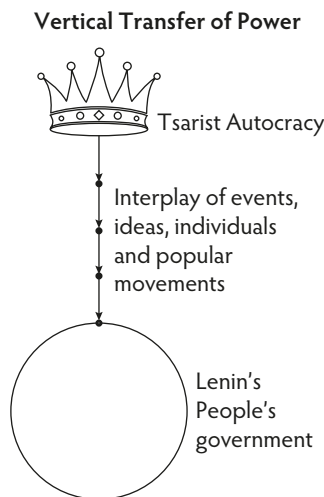 Vertical Transfer of Power
Tsarist Autocracy
Interplay of events,
ideas, individuals
and popular
movements
Lenin's
People's
government